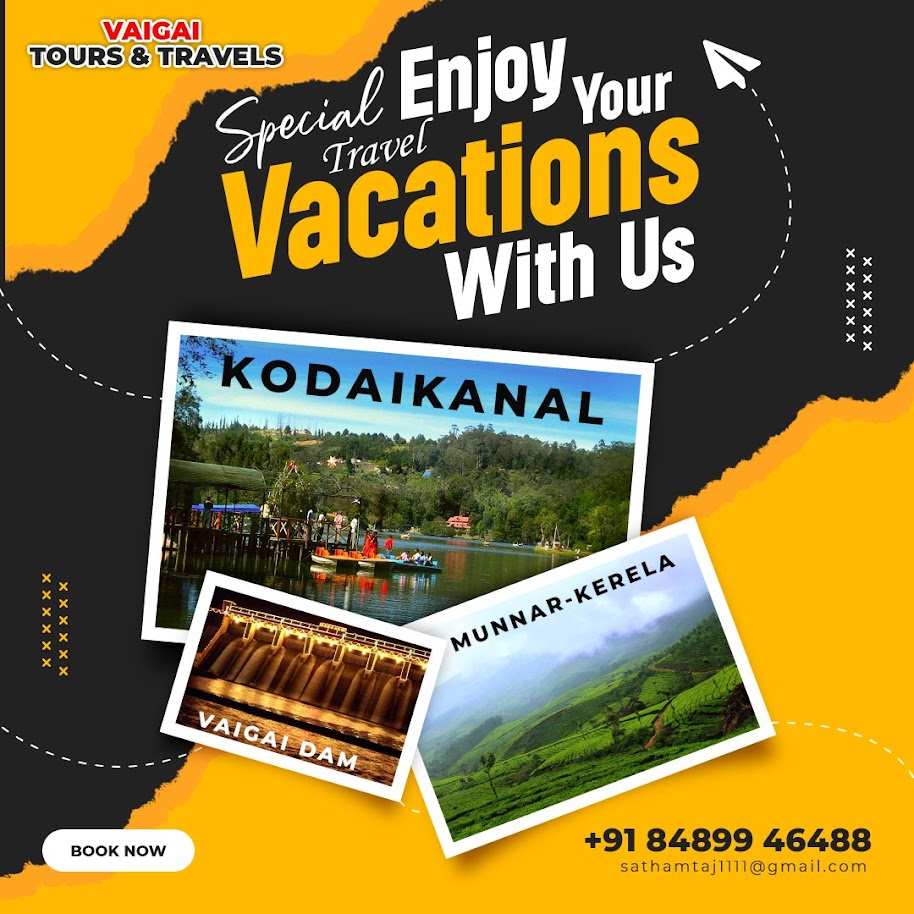 VAIGAI
TOURS & TRAVELS
Special Enjoy Your
Travel
Vacations
With Us
KODAIKANAL
MUNNAR-KERELA
VAIGAI DAM
BOOK NOW
+91 84899 46488
sathamtaj1111@gmail.com